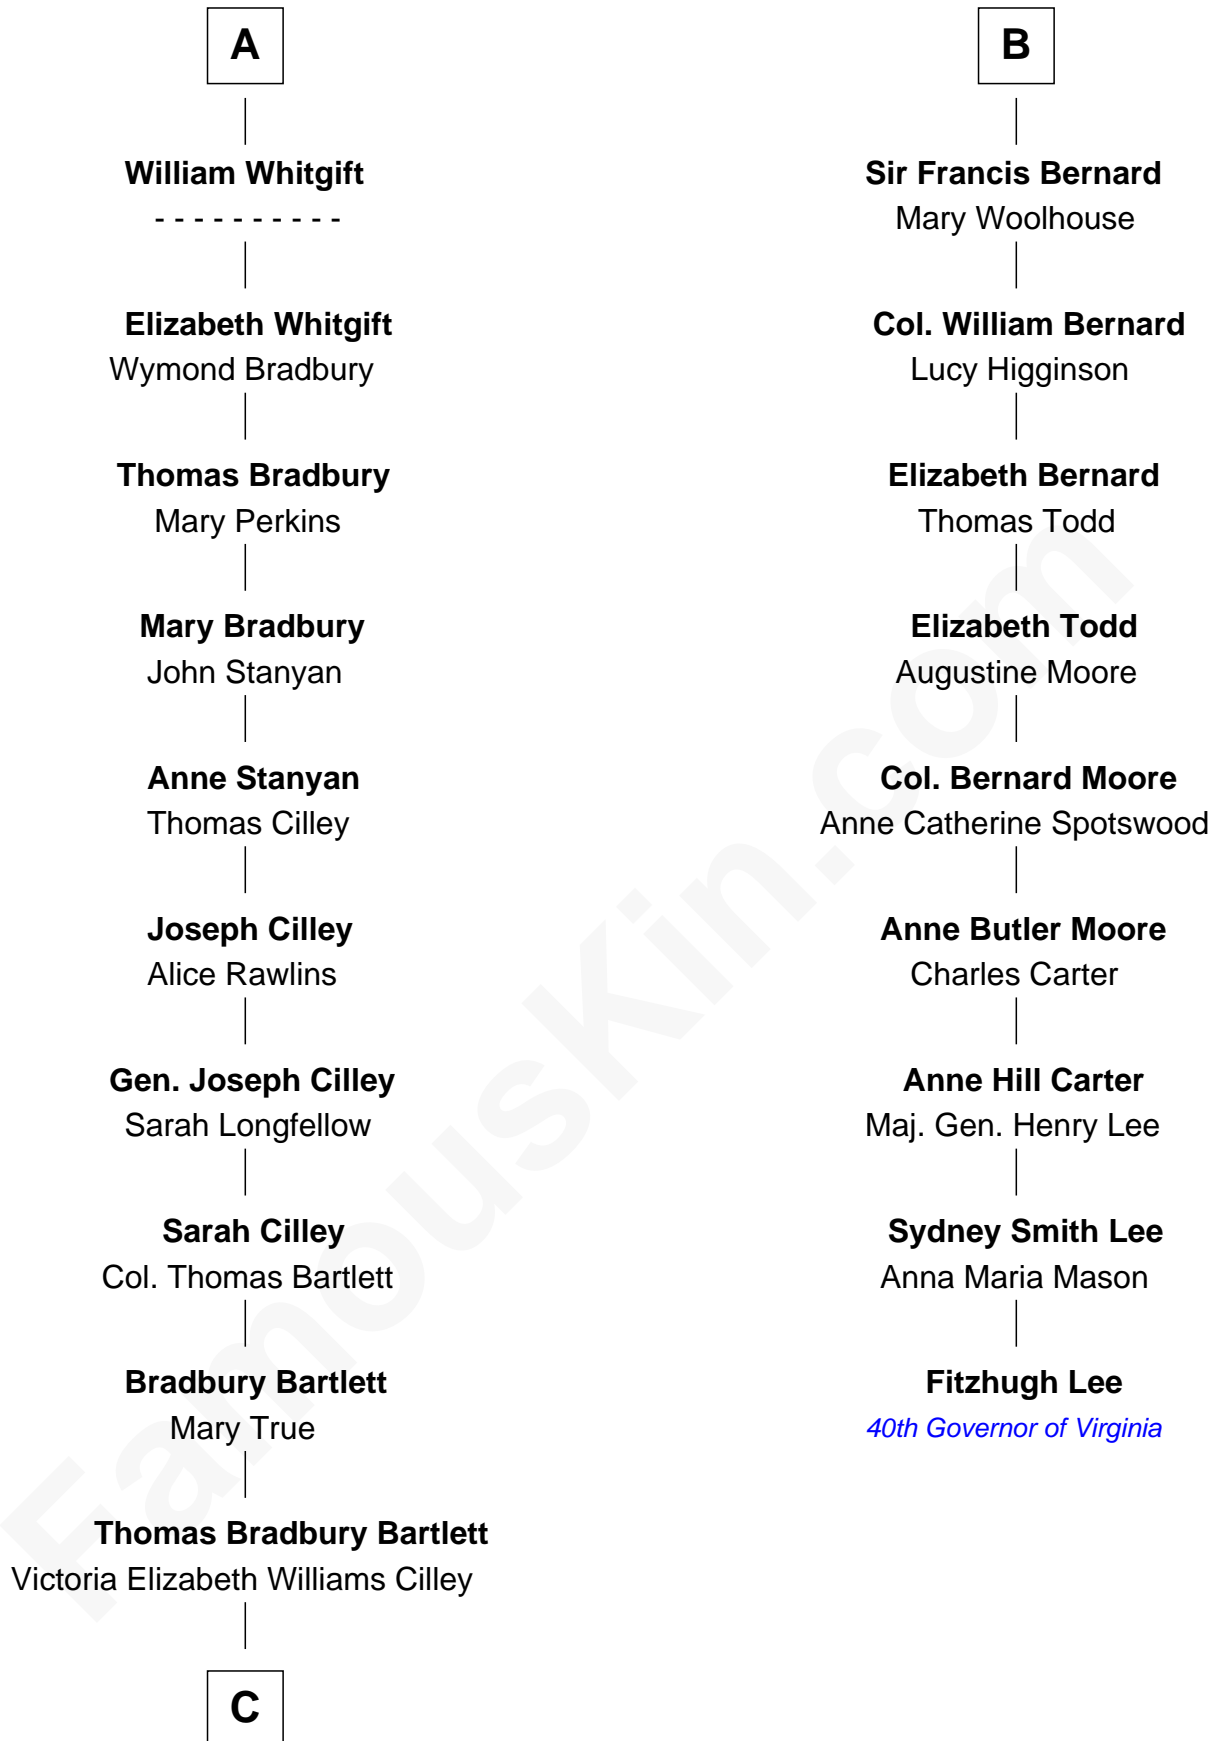 A
William Whitgift
- - - - - - - - - -
Elizabeth Whitgift
Wymond Bradbury
Thomas Bradbury
Mary Perkins
Mary Bradbury
John Stanyan
Anne Stanyan
Thomas Cilley
Joseph Cilley
Alice Rawlins
Gen. Joseph Cilley
Sarah Longfellow
Sarah Cilley
Col. Thomas Bartlett
Bradbury Bartlett
Mary True
Thomas Bradbury Bartlett
Victoria Elizabeth Williams Cilley
C
B
Sir Francis Bernard
Mary Woolhouse
Col. William Bernard
Lucy Higginson
Elizabeth Bernard
Thomas Todd
Elizabeth Todd
Augustine Moore
Col. Bernard Moore
Anne Catherine Spotswood
Anne Butler Moore
Charles Carter
Anne Hill Carter
Maj. Gen. Henry Lee
Sydney Smith Lee
Anna Maria Mason
Fitzhugh Lee
40th Governor of Virginia
FamousKin.com